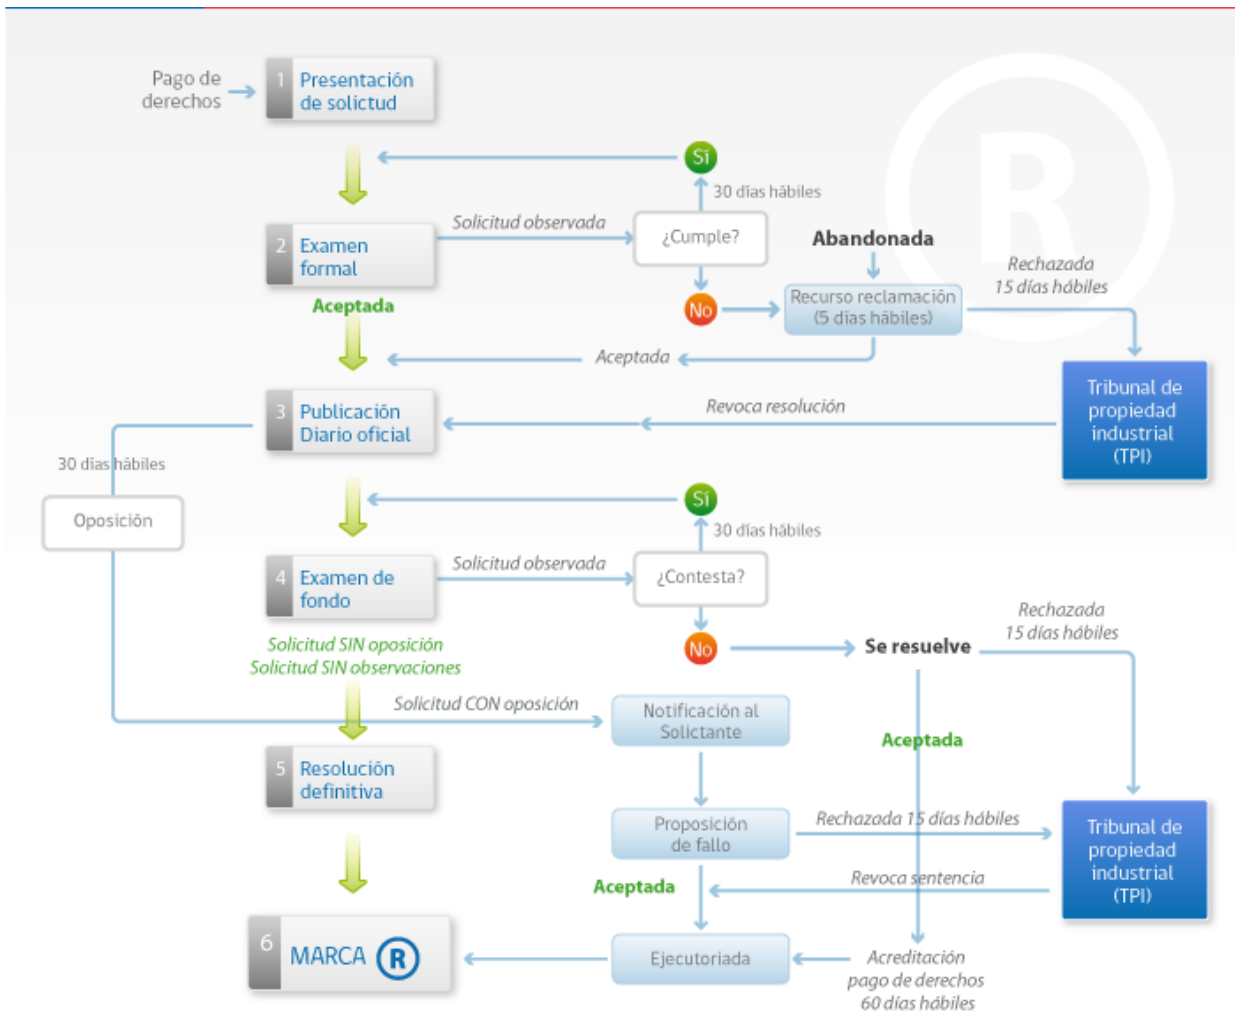 Pago de
derechos
1
Presentación
de solictud
Sí
30 días hábiles
Solicitud observada
¿Cumple?
2
Examen
formal
Abandonada
Rechazada
15 días hábiles
No
Recurso reclamación
(5 días hábiles)
Aceptada
Aceptada
Tribunal de
propiedad
industrial
(TPI)
Revoca resolución
3
Publicación
Diario oficial
30 días hábiles
Oposición
Sí
30 días hábiles
Solicitud observada
¿Contesta?
4
Examen de
fondo
Rechazada
15 días hábiles
Solicitud SIN oposición
Solicitud SIN observaciones
No
Se resuelve
Solicitud CON oposición
Notificación al
Solictante
Aceptada
5
Resolución
definitiva
Proposición
de fallo
Rechazada 15 días hábiles
Tribunal de
propiedad
industrial
(TPI)
Aceptada
Revoca sentencia
6
MARCA ®
Ejecutoriada
Acreditación
pago de derechos
60 días hábiles
R